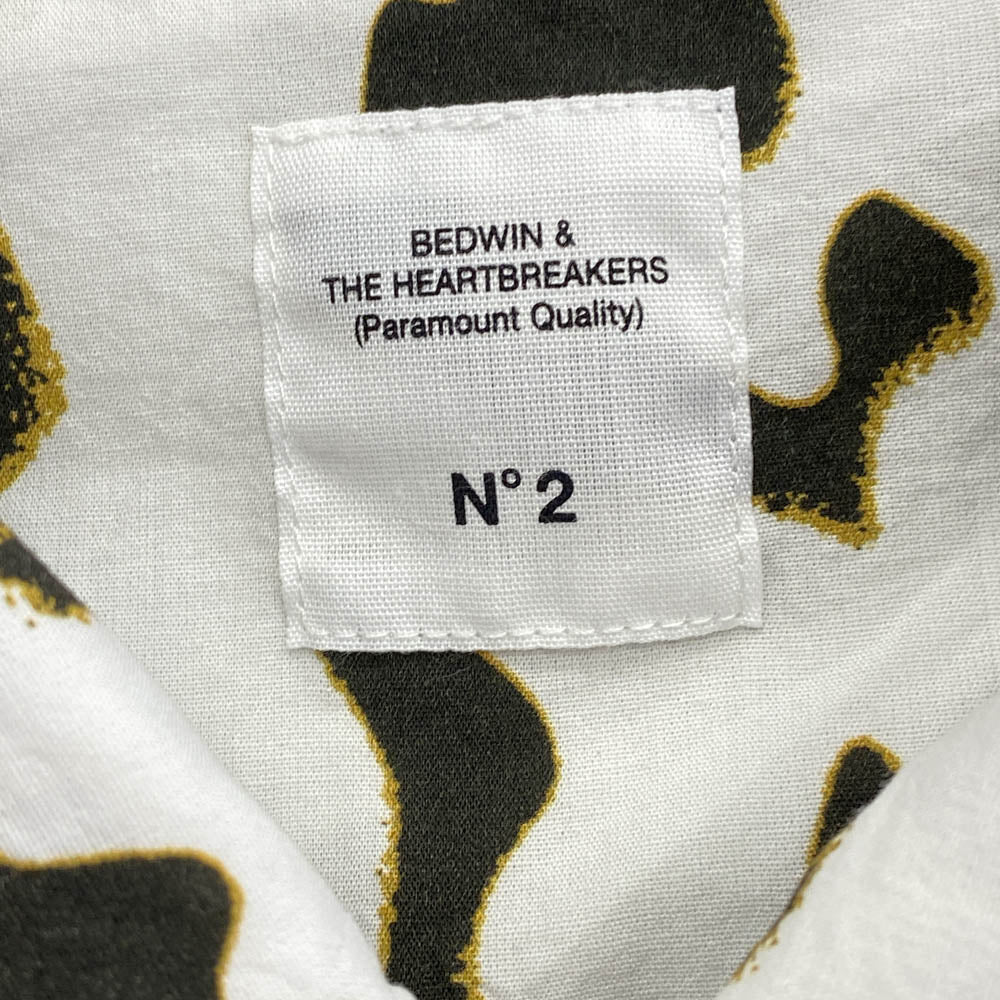 BEDWIN &
THE HEARTBREAKERS
(Paramount Quality)
N° 2